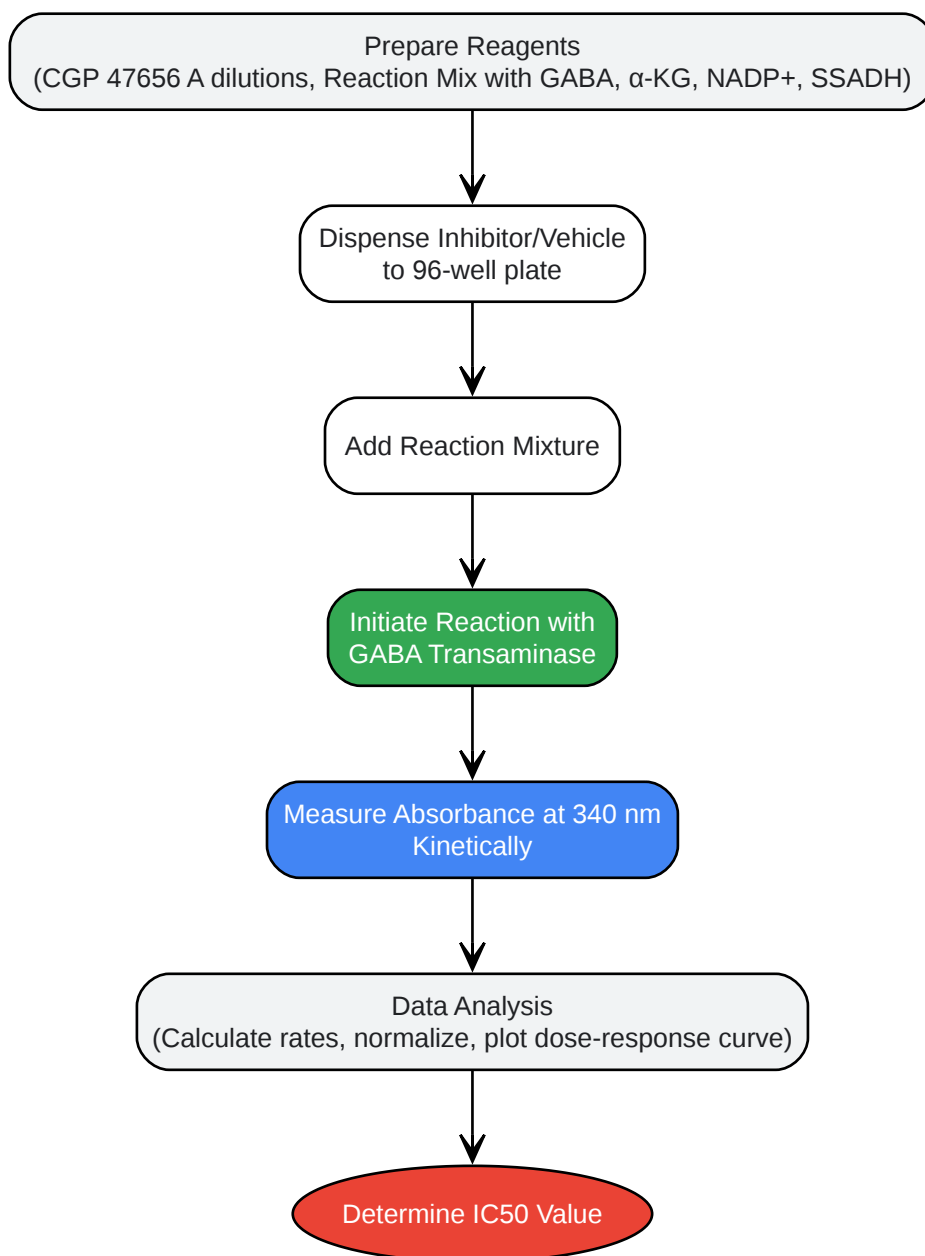 Prepare Reagents
(CGP 47656 A dilutions, Reaction Mix with GABA, α-KG, NADP+, SSADH)
Dispense Inhibitor/Vehicle
to 96-well plate
Add Reaction Mixture
Initiate Reaction with
GABA Transaminase
Measure Absorbance at 340 nm
Kinetically
Data Analysis
(Calculate rates, normalize, plot dose-response curve)
Determine IC50 Value